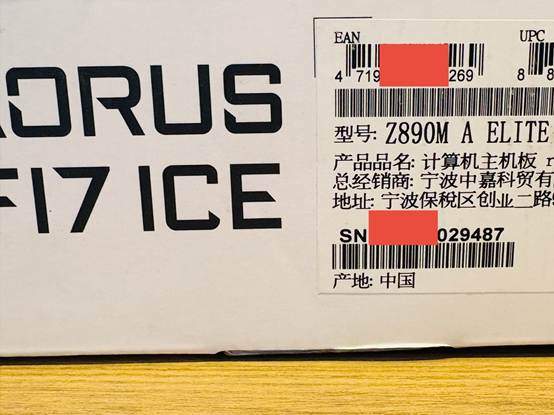 AORUS
F17 ICE
EAN
UPC
4 719 269
8 8
型号: Z890M A ELITE
产品品名: 计算机主机板
总经销商: 宁波中嘉科贸有
地址: 宁波保税区创业二路
SN 029487
产地: 中国